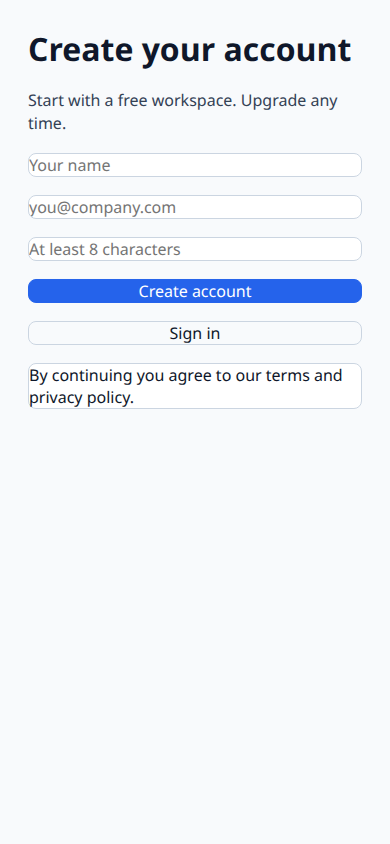 Create your account
Start with a free workspace. Upgrade any
time.
Your name
you@company.com
At least 8 characters
Create account
Sign in
By continuing you agree to our terms and
privacy policy.